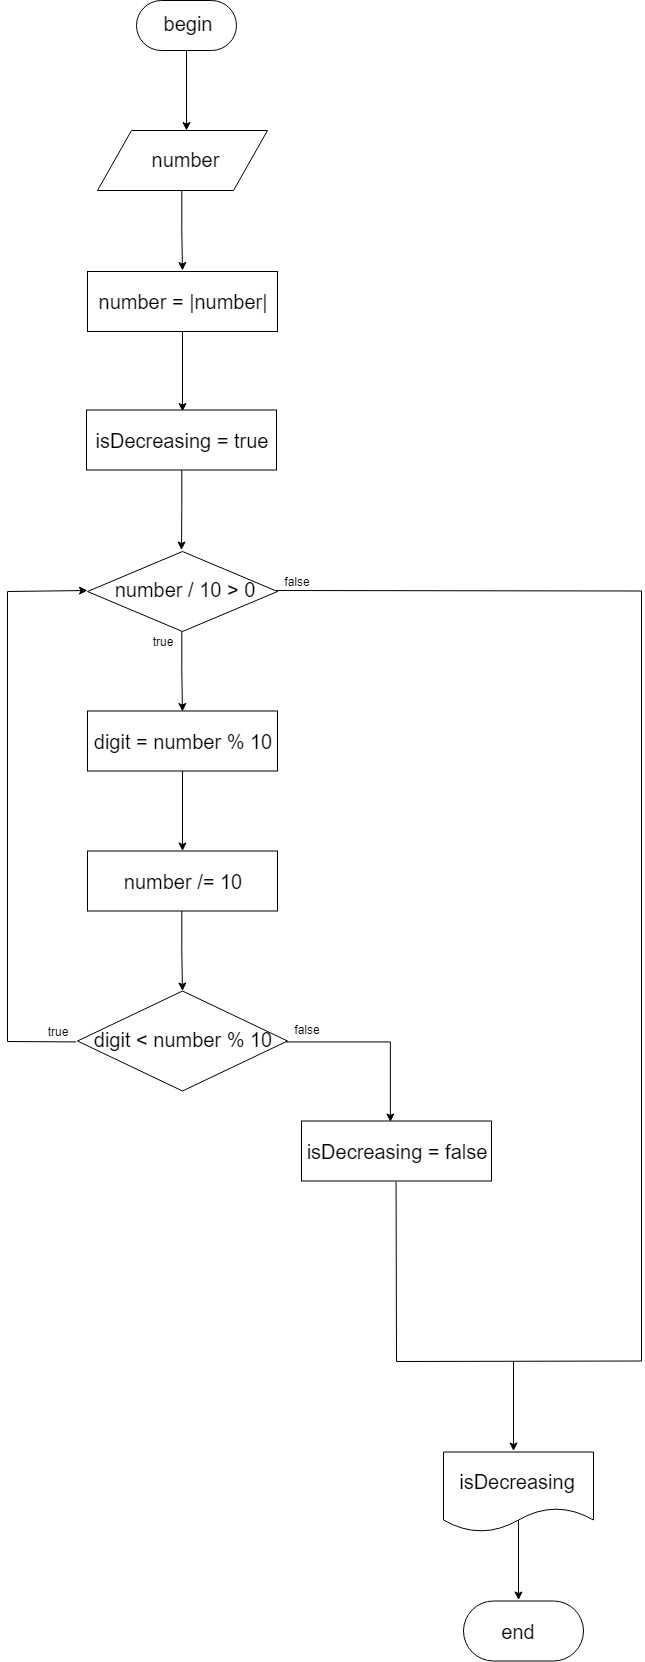 begin
number
number = |number|
isDecreasing = true
number / 10 > 0
false
true
digit = number % 10
number /= 10
digit < number % 10
true
false
isDecreasing = false
isDecreasing
end